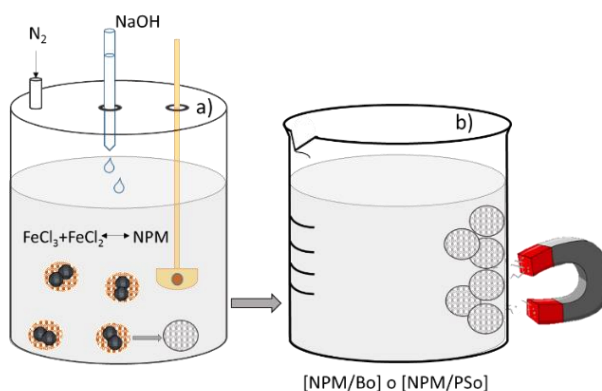 NaOH
N₂
a)
b)
FeCl₃+FeCl₂⟷NPM
[NPM/Bo] o [NPM/PSo]